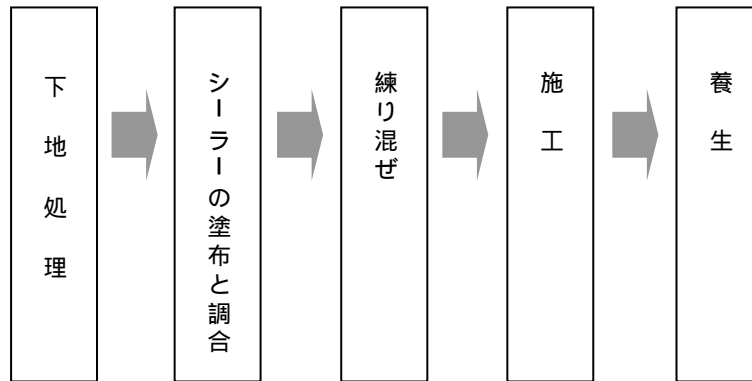 下地処理
シーラーの塗布と調合
練り混ぜ
施工
養生